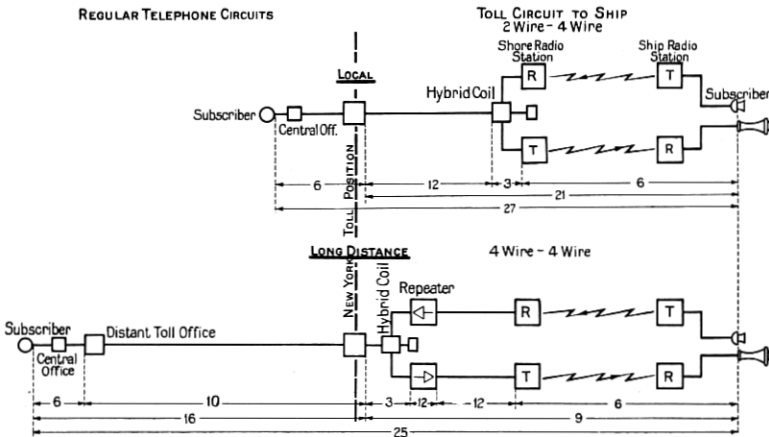 REGULAR TELEPHONE CIRCUITS
TOLL CIRCUIT TO SHIP
2 WIRE - 4 WIRE
Shore Radio
Station
Ship Radio
Station
LOCAL
R
T
Subscriber
Hybrid Coil
Subscriber
Central Off.
T
R
6
12
3
6
21
27
NEW YORK TOLL POSITION
LONG DISTANCE
4 WIRE - 4 WIRE
Hybrid Coil
Repeater
R
T
Subscriber
Distant Toll Office
Central
Office
T
R
6
10
3
12
12
6
16
9
25